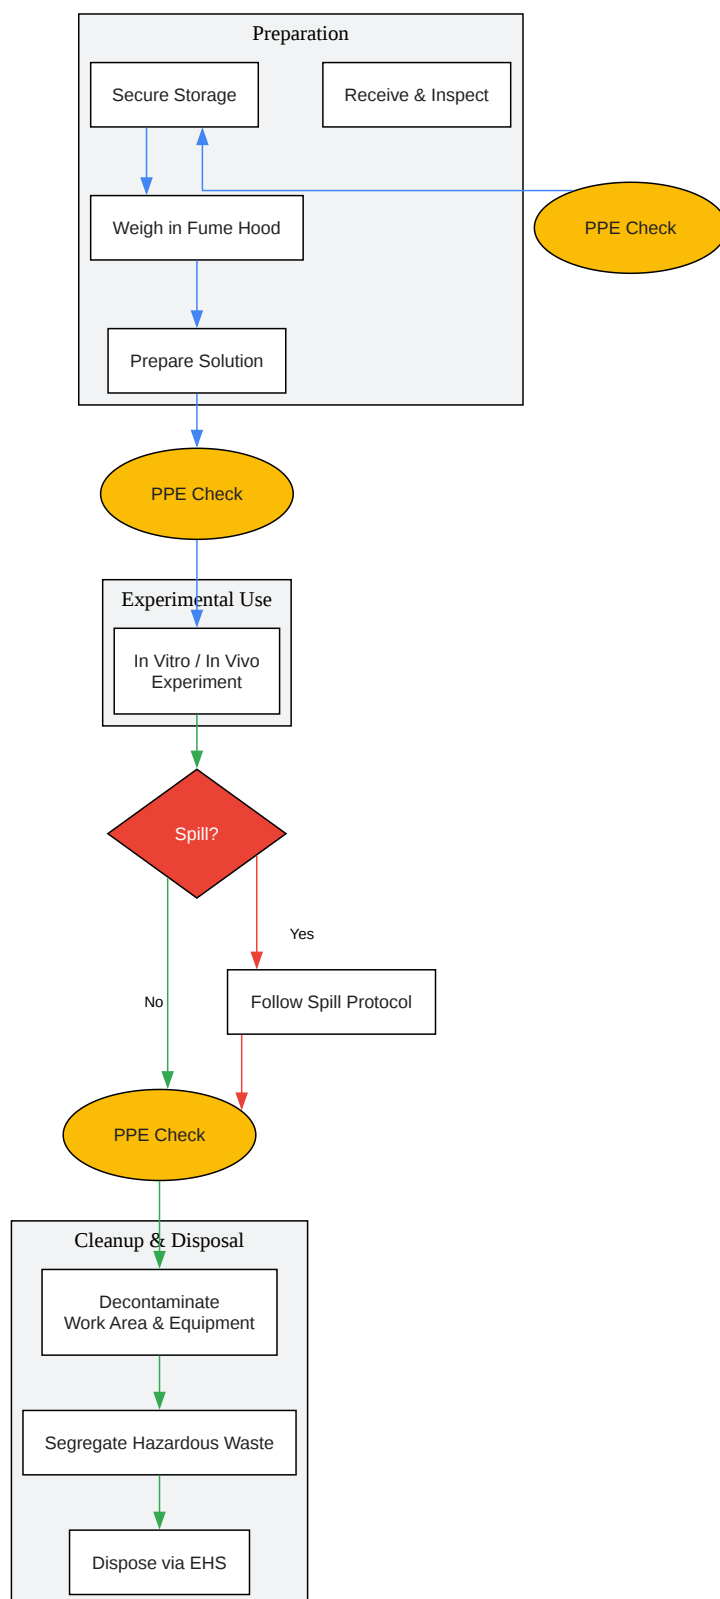 Preparation
Secure Storage
Receive & Inspect
PPE Check
Weigh in Fume Hood
Prepare Solution
PPE Check
Experimental Use
In Vitro / In Vivo
Experiment
Spill?
Yes
No
Follow Spill Protocol
PPE Check
Cleanup & Disposal
Decontaminate
Work Area & Equipment
Segregate Hazardous Waste
Dispose via EHS